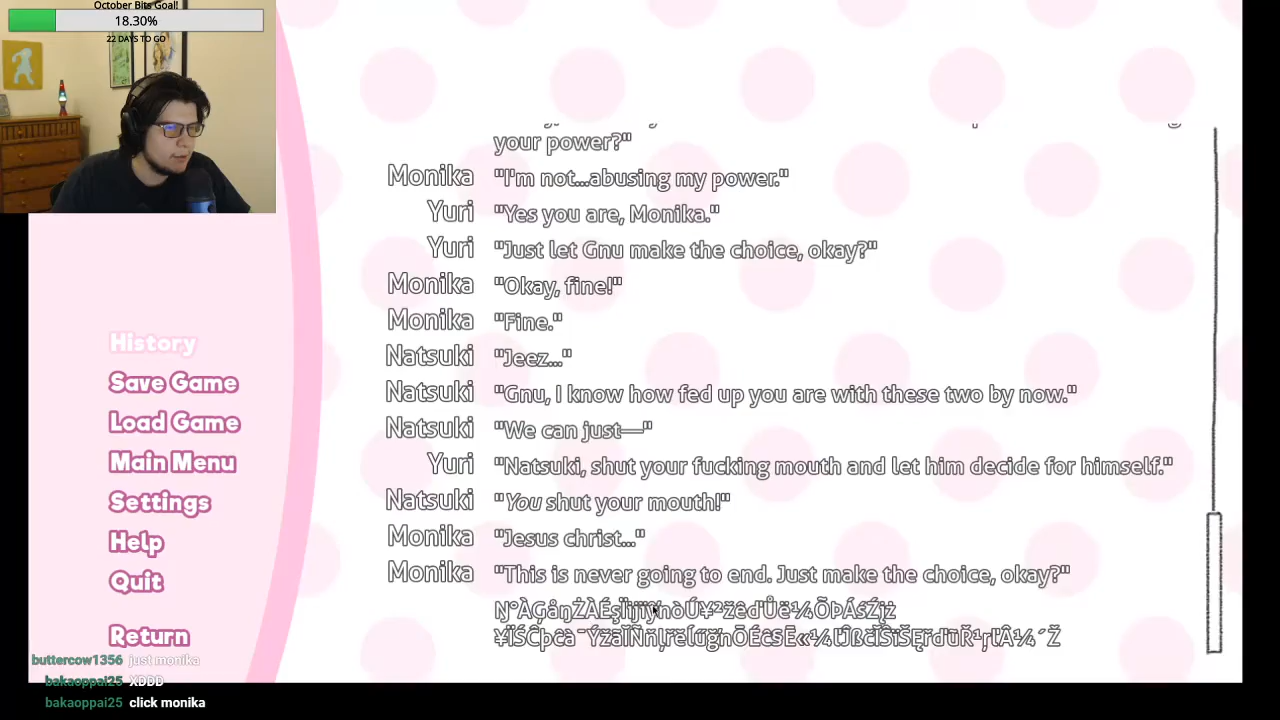 October Bits Goal!
18.30%
22 DAYS TO GO
your power?"
Monika "I'm not...abusing my power."
Yuri "Yes you are, Monika."
Yuri "Just let Gnu make the choice, okay?"
Monika "Okay, fine!"
Monika "Fine."
Natsuki "Jeez..."
Natsuki "Gnu, I know how fed up you are with these two by now."
Natsuki "We can just—"
Yuri "Natsuki, shut your fucking mouth and let him decide for himself."
Natsuki "You shut your mouth!"
Monika "Jesus christ..."
Monika "This is never going to end. Just make the choice, okay?"
History
Save Game
Load Game
Main Menu
Settings
Help
Quit
Return
buttercow1356 just monika
bakaoppai25 XDDD
bakaoppai25 click monika